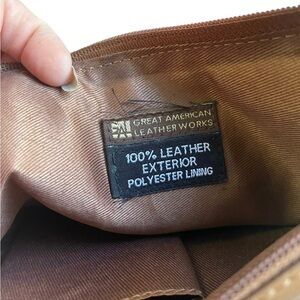 GREAT AMERICAN
LEATHER WORKS
100% LEATHER
EXTERIOR
POLYESTER LINING